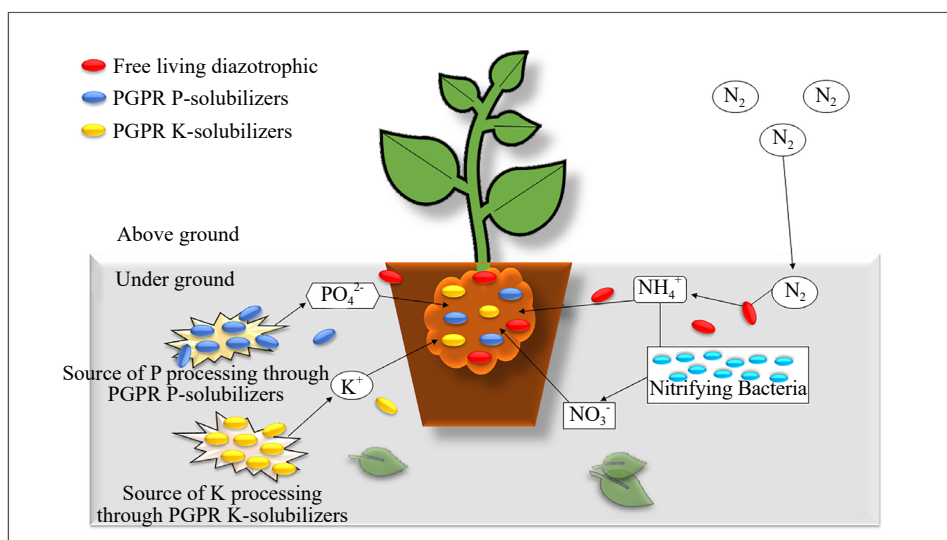 Free living diazotrophic
PGPR P-solubilizers
PGPR K-solubilizers
N₂
N₂
N₂
Above ground
Under ground
PO₄²⁻
NH₄⁺
N₂
Source of P processing through
PGPR P-solubilizers
K⁺
Nitrifying Bacteria
NO₃⁻
Source of K processing
through PGPR K-solubilizers